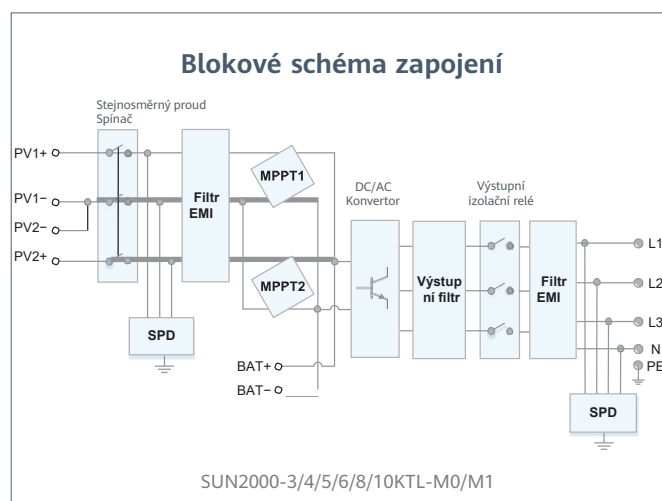 Blokové schéma zapojení
Stejnosměrný proud
Spínač
PV1+
PV1−
PV2−
PV2+
Filtr
EMI
MPPT1
MPPT2
SPD
BAT+
BAT−
DC/AC
Konvertor
Výstup
ní filtr
Výstupní
izolační relé
Filtr
EMI
L1
L2
L3
N
PE
SPD
SUN2000-3/4/5/6/8/10KTL-M0/M1